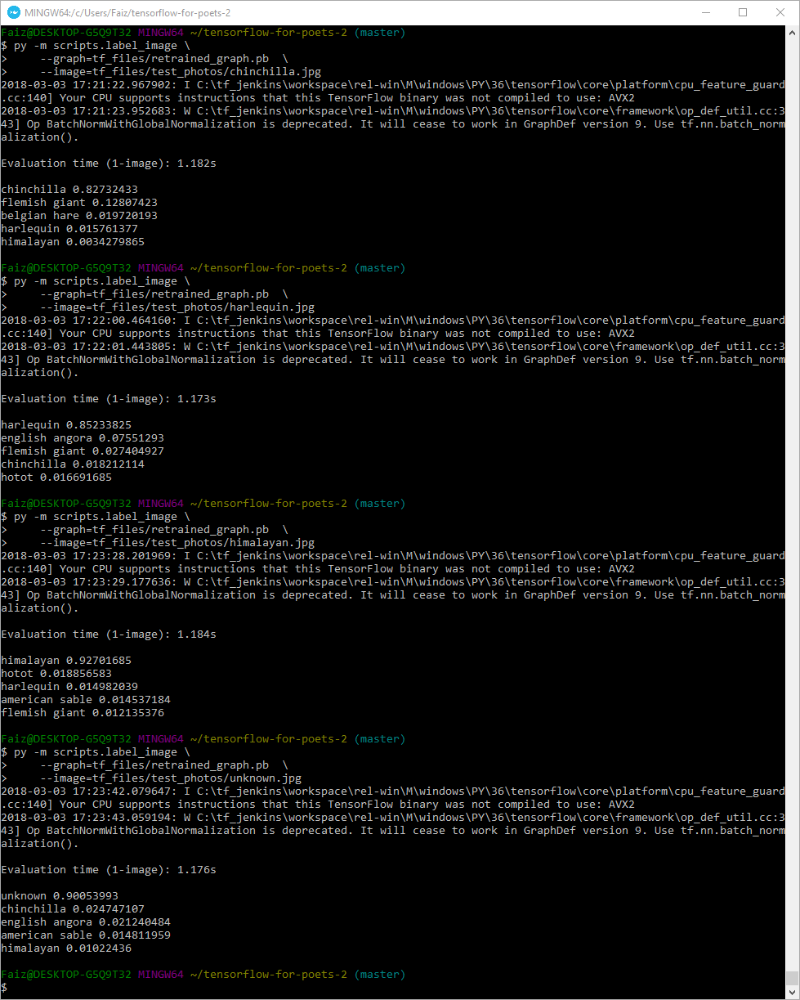 MINGW64:/c/Users/Faiz/tensorflow-for-poets-2
Faiz@DESKTOP-G5Q9T32 MINGW64 ~/tensorflow-for-poets-2 (master)
$ py -m scripts.label_image \
>     --graph=tf_files/retrained_graph.pb  \
>     --image=tf_files/test_photos/chinchilla.jpg
2018-03-03 17:21:22.967902: I C:\tf_jenkins\workspace\rel-win\M\windows\PY\36\tensorflow\core\platform\cpu_feature_guard
.cc:140] Your CPU supports instructions that this TensorFlow binary was not compiled to use: AVX2
2018-03-03 17:21:23.952683: W C:\tf_jenkins\workspace\rel-win\M\windows\PY\36\tensorflow\core\framework\op_def_util.cc:3
43] Op BatchNormWithGlobalNormalization is deprecated. It will cease to work in GraphDef version 9. Use tf.nn.batch_norm
alization().
Evaluation time (1-image): 1.182s
chinchilla 0.82732433
flemish giant 0.12807423
belgian hare 0.019720193
harlequin 0.015761377
himalayan 0.0034279865
Faiz@DESKTOP-G5Q9T32 MINGW64 ~/tensorflow-for-poets-2 (master)
$ py -m scripts.label_image \
>     --graph=tf_files/retrained_graph.pb  \
>     --image=tf_files/test_photos/harlequin.jpg
2018-03-03 17:22:00.464160: I C:\tf_jenkins\workspace\rel-win\M\windows\PY\36\tensorflow\core\platform\cpu_feature_guard
.cc:140] Your CPU supports instructions that this TensorFlow binary was not compiled to use: AVX2
2018-03-03 17:22:01.443805: W C:\tf_jenkins\workspace\rel-win\M\windows\PY\36\tensorflow\core\framework\op_def_util.cc:3
43] Op BatchNormWithGlobalNormalization is deprecated. It will cease to work in GraphDef version 9. Use tf.nn.batch_norm
alization().
Evaluation time (1-image): 1.173s
harlequin 0.85233825
english angora 0.07551293
flemish giant 0.027404927
chinchilla 0.018212114
hotot 0.016691685
Faiz@DESKTOP-G5Q9T32 MINGW64 ~/tensorflow-for-poets-2 (master)
$ py -m scripts.label_image \
>     --graph=tf_files/retrained_graph.pb  \
>     --image=tf_files/test_photos/himalayan.jpg
2018-03-03 17:23:28.201969: I C:\tf_jenkins\workspace\rel-win\M\windows\PY\36\tensorflow\core\platform\cpu_feature_guard
.cc:140] Your CPU supports instructions that this TensorFlow binary was not compiled to use: AVX2
2018-03-03 17:23:29.177636: W C:\tf_jenkins\workspace\rel-win\M\windows\PY\36\tensorflow\core\framework\op_def_util.cc:3
43] Op BatchNormWithGlobalNormalization is deprecated. It will cease to work in GraphDef version 9. Use tf.nn.batch_norm
alization().
Evaluation time (1-image): 1.184s
himalayan 0.92701685
hotot 0.018856583
harlequin 0.014982039
american sable 0.014537184
flemish giant 0.012135376
Faiz@DESKTOP-G5Q9T32 MINGW64 ~/tensorflow-for-poets-2 (master)
$ py -m scripts.label_image \
>     --graph=tf_files/retrained_graph.pb  \
>     --image=tf_files/test_photos/unknown.jpg
2018-03-03 17:23:42.079647: I C:\tf_jenkins\workspace\rel-win\M\windows\PY\36\tensorflow\core\platform\cpu_feature_guard
.cc:140] Your CPU supports instructions that this TensorFlow binary was not compiled to use: AVX2
2018-03-03 17:23:43.059194: W C:\tf_jenkins\workspace\rel-win\M\windows\PY\36\tensorflow\core\framework\op_def_util.cc:3
43] Op BatchNormWithGlobalNormalization is deprecated. It will cease to work in GraphDef version 9. Use tf.nn.batch_norm
alization().
Evaluation time (1-image): 1.176s
unknown 0.90053993
chinchilla 0.024747107
english angora 0.021240484
american sable 0.014811959
himalayan 0.01022436
Faiz@DESKTOP-G5Q9T32 MINGW64 ~/tensorflow-for-poets-2 (master)
$